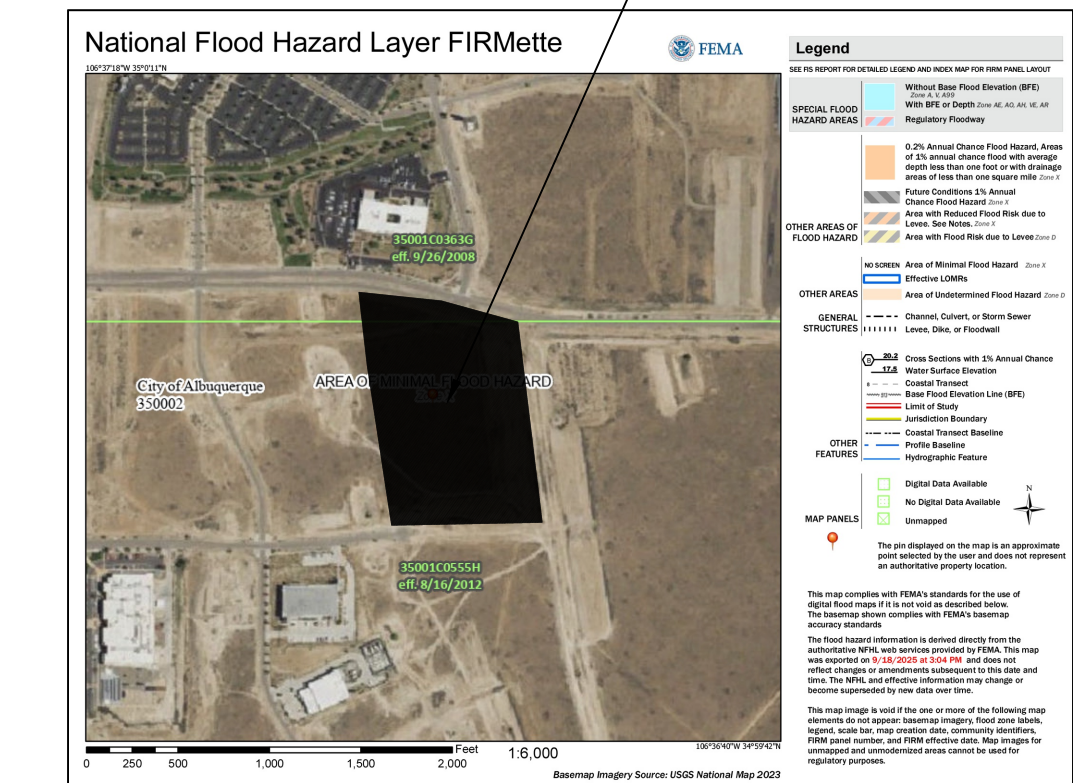 National Flood Hazard Layer FIRMette
FEMA
106°37'18"W 35°0'11"N
35001C0363G
eff. 9/26/2008
City of Albuquerque
350002
AREA OF MINIMAL FLOOD HAZARD
35001C0555H
eff. 8/16/2012
Feet
0 250 500 1,000 1,500 2,000
1:6,000
106°36'40"W 34°59'42"N
Basemap Imagery Source: USGS National Map 2023
Legend
SEE FIS REPORT FOR DETAILED LEGEND AND INDEX MAP FOR FIRM PANEL LAYOUT
SPECIAL FLOOD
HAZARD AREAS
Without Base Flood Elevation (BFE)
Zone A, V, A99
With BFE or Depth Zone AE, AO, AH, VE, AR
Regulatory Floodway
OTHER AREAS OF
FLOOD HAZARD
0.2% Annual Chance Flood Hazard, Areas
of 1% annual chance flood with average
depth less than one foot or with drainage
areas of less than one square mile Zone X
Future Conditions 1% Annual
Chance Flood Hazard Zone X
Area with Reduced Flood Risk due to
Levee. See Notes. Zone X
Area with Flood Risk due to Levee Zone D
OTHER AREAS
NO SCREEN Area of Minimal Flood Hazard Zone X
Effective LOMRs
Area of Undetermined Flood Hazard Zone D
GENERAL
STRUCTURES
Channel, Culvert, or Storm Sewer
Levee, Dike, or Floodwall
OTHER
FEATURES
B 20.2 Cross Sections with 1% Annual Chance
17.5 Water Surface Elevation
8 Coastal Transect
513 Base Flood Elevation Line (BFE)
Limit of Study
Jurisdiction Boundary
Coastal Transect Baseline
Profile Baseline
Hydrographic Feature
MAP PANELS
Digital Data Available
No Digital Data Available
Unmapped
N
The pin displayed on the map is an approximate
point selected by the user and does not represent
an authoritative property location.
This map complies with FEMA's standards for the use of
digital flood maps if it is not void as described below.
The basemap shown complies with FEMA's basemap
accuracy standards
The flood hazard information is derived directly from the
authoritative NFHL web services provided by FEMA. This map
was exported on 9/18/2025 at 3:04 PM and does not
reflect changes or amendments subsequent to this date and
time. The NFHL and effective information may change or
become superseded by new data over time.
This map image is void if the one or more of the following map
elements do not appear: basemap imagery, flood zone labels,
legend, scale bar, map creation date, community identifiers,
FIRM panel number, and FIRM effective date. Map images for
unmapped and unmodernized areas cannot be used for
regulatory purposes.